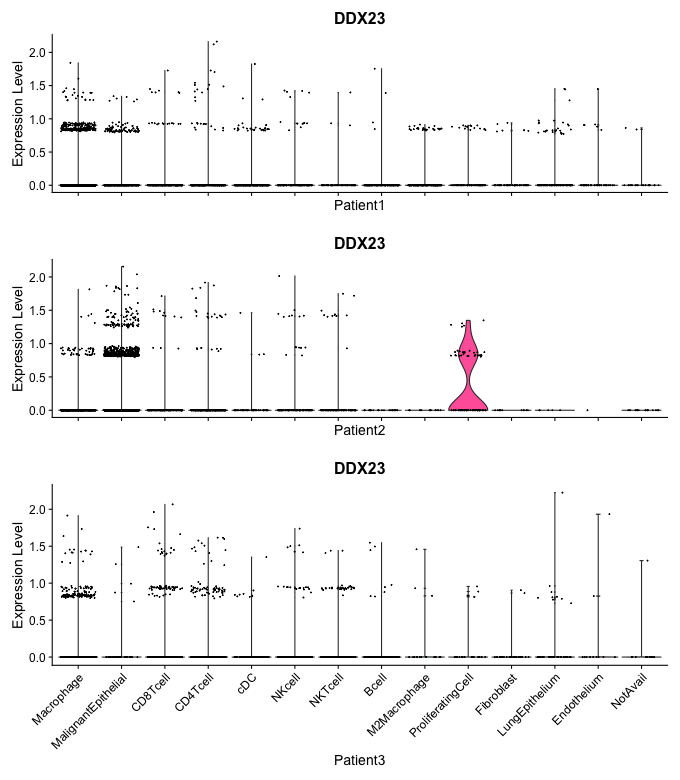 DDX23
Expression Level
2.0
1.5
1.0
0.5
0.0
Patient1
DDX23
Expression Level
2.0
1.5
1.0
0.5
0.0
Patient2
DDX23
Expression Level
2.0
1.5
1.0
0.5
0.0
Macrophage
MalignantEpithelial
CD8Tcell
CD4Tcell
cDC
NKcell
NKTcell
Bcell
M2Macrophage
ProliferatingCell
Fibroblast
LungEpithelium
Endothelium
NotAvail
Patient3